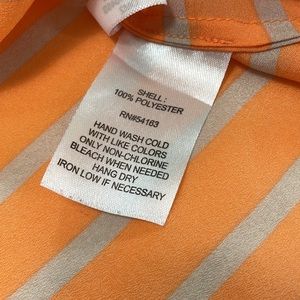 SHELL :
100% POLYESTER
RN#54163
HAND WASH COLD
WITH LIKE COLORS
ONLY NON-CHLORINE
BLEACH WHEN NEEDED
HANG DRY
IRON LOW IF NECESSARY